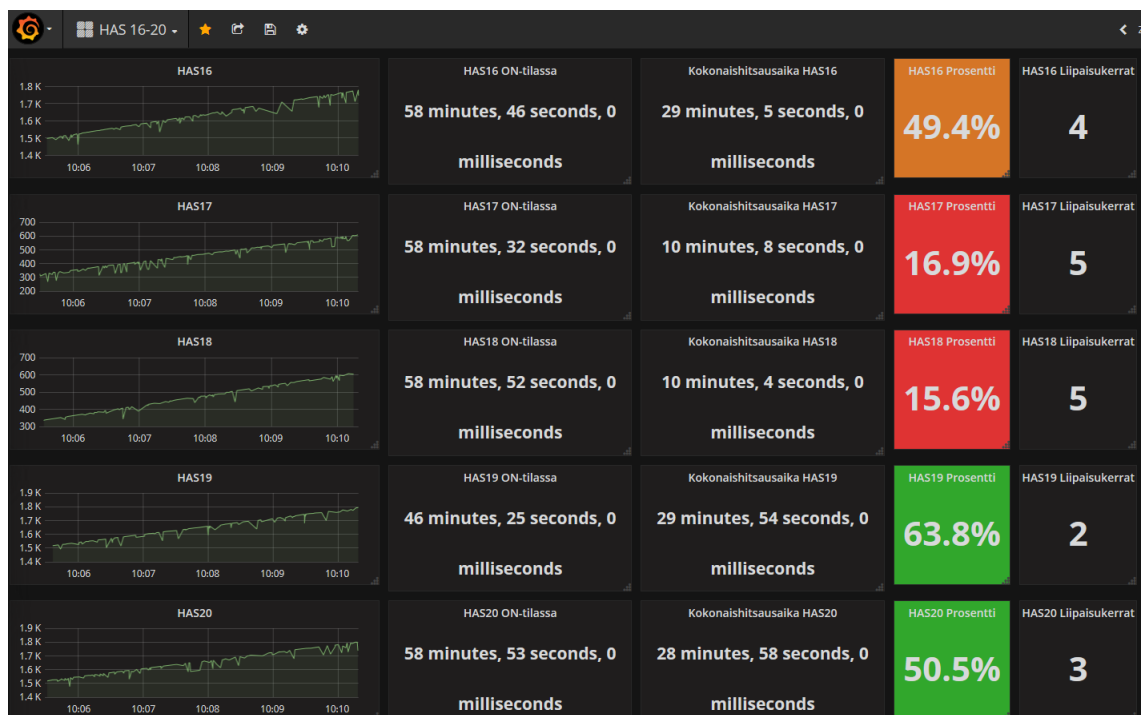 HAS 16-20
HAS16
1.8 K
1.7 K
1.6 K
1.5 K
1.4 K
10:06 10:07 10:08 10:09 10:10
HAS16 ON-tilassa
58 minutes, 46 seconds, 0
milliseconds
Kokonaishitsausaika HAS16
29 minutes, 5 seconds, 0
milliseconds
HAS16 Prosentti
49.4%
HAS16 Liipaisukerrat
4
HAS17
700
600
500
400
300
200
10:06 10:07 10:08 10:09 10:10
HAS17 ON-tilassa
58 minutes, 32 seconds, 0
milliseconds
Kokonaishitsausaika HAS17
10 minutes, 8 seconds, 0
milliseconds
HAS17 Prosentti
16.9%
HAS17 Liipaisukerrat
5
HAS18
700
600
500
400
300
10:06 10:07 10:08 10:09 10:10
HAS18 ON-tilassa
58 minutes, 52 seconds, 0
milliseconds
Kokonaishitsausaika HAS18
10 minutes, 4 seconds, 0
milliseconds
HAS18 Prosentti
15.6%
HAS18 Liipaisukerrat
5
HAS19
1.9 K
1.8 K
1.7 K
1.6 K
1.4 K
10:06 10:07 10:08 10:09 10:10
HAS19 ON-tilassa
46 minutes, 25 seconds, 0
milliseconds
Kokonaishitsausaika HAS19
29 minutes, 54 seconds, 0
milliseconds
HAS19 Prosentti
63.8%
HAS19 Liipaisukerrat
2
HAS20
1.9 K
1.8 K
1.7 K
1.6 K
1.4 K
10:06 10:07 10:08 10:09 10:10
HAS20 ON-tilassa
58 minutes, 53 seconds, 0
milliseconds
Kokonaishitsausaika HAS20
28 minutes, 58 seconds, 0
milliseconds
HAS20 Prosentti
50.5%
HAS20 Liipaisukerrat
3